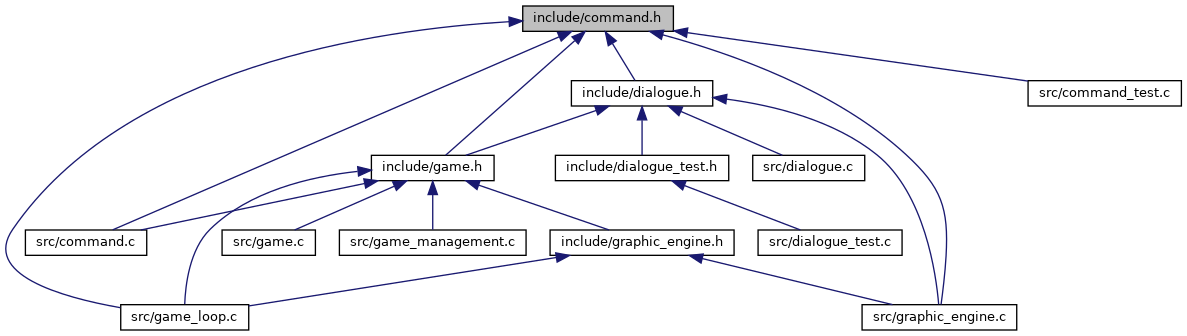 include/command.h
include/dialogue.h
src/command_test.c
include/game.h
include/dialogue_test.h
src/dialogue.c
src/command.c
src/game.c
src/game_management.c
include/graphic_engine.h
src/dialogue_test.c
src/game_loop.c
src/graphic_engine.c